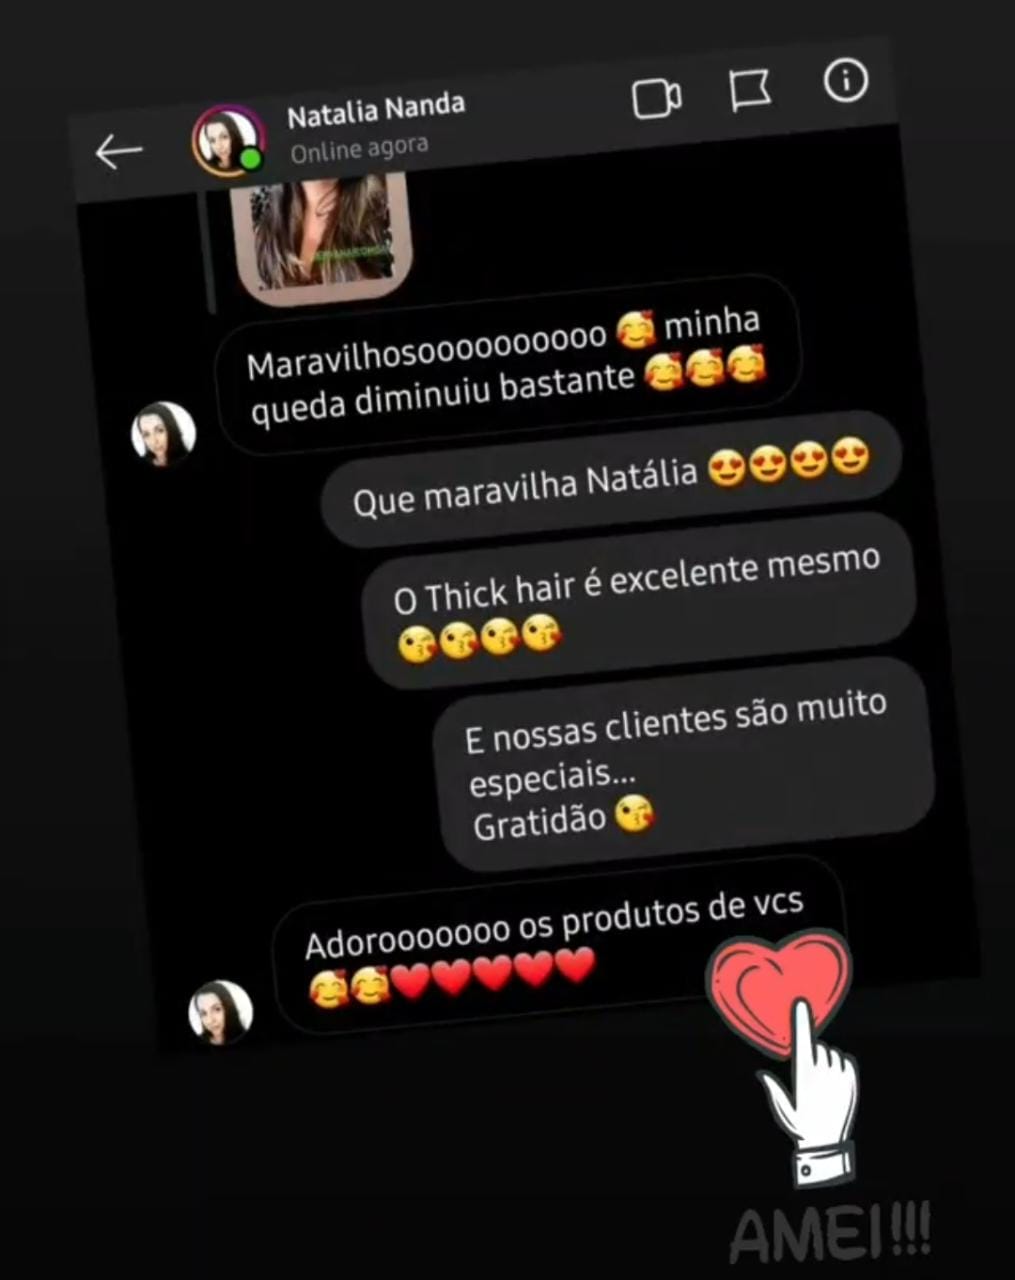 Natalia Nanda
Online agora
Maravilhosoooooooooo 🥰 minha
queda diminuiu bastante 🥰🥰🥰
Que maravilha Natália 😍😍😍😍
O Thick hair é excelente mesmo
😘😘😘😘
E nossas clientes são muito
especiais...
Gratidão 😘
Adorooooooo os produtos de vcs
🥰🥰❤️❤️❤️❤️❤️
AMEI!!!